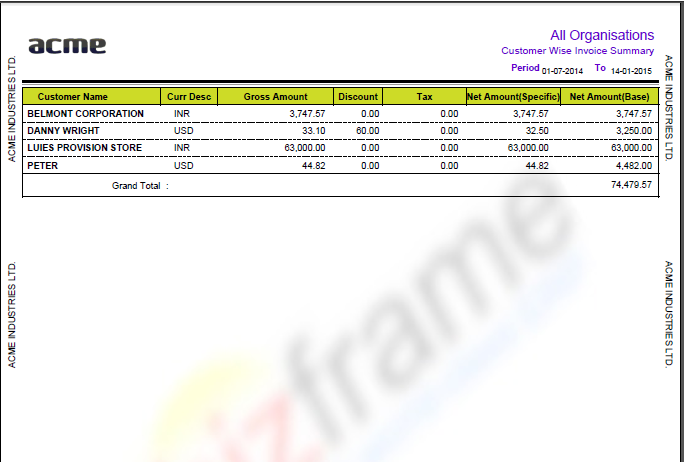 acme
All Organisations
Customer Wise Invoice Summary
Period 01-07-2014 To 14-01-2015
ACME INDUSTRIES LTD.
ACME INDUSTRIES LTD.
Customer Name Curr Desc Gross Amount Discount Tax Net Amount(Specific) Net Amount(Base)
BELMONT CORPORATION INR 3,747.57 0.00 0.00 3,747.57 3,747.57
DANNY WRIGHT USD 33.10 60.00 0.00 32.50 3,250.00
LUIES PROVISION STORE INR 63,000.00 0.00 0.00 63,000.00 63,000.00
PETER USD 44.82 0.00 0.00 44.82 4,482.00
Grand Total : 74,479.57
ACME INDUSTRIES LTD.
ACME INDUSTRIES LTD.
izframe